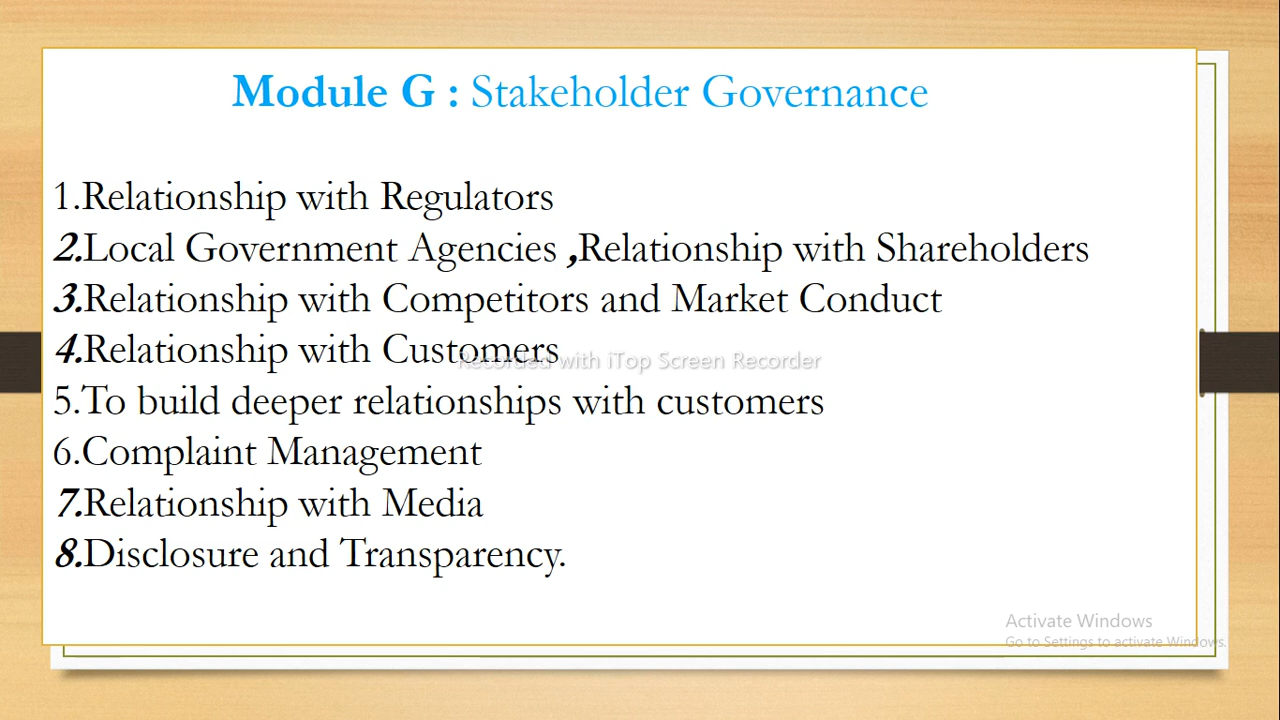 Module G : Stakeholder Governance
1.Relationship with Regulators
2.Local Government Agencies ,Relationship with Shareholders
3.Relationship with Competitors and Market Conduct
4.Relationship with Customers
Recorded with iTop Screen Recorder
5.To build deeper relationships with customers
6.Complaint Management
7.Relationship with Media
8.Disclosure and Transparency.
Activate Windows
Go to Settings to activate Windows.